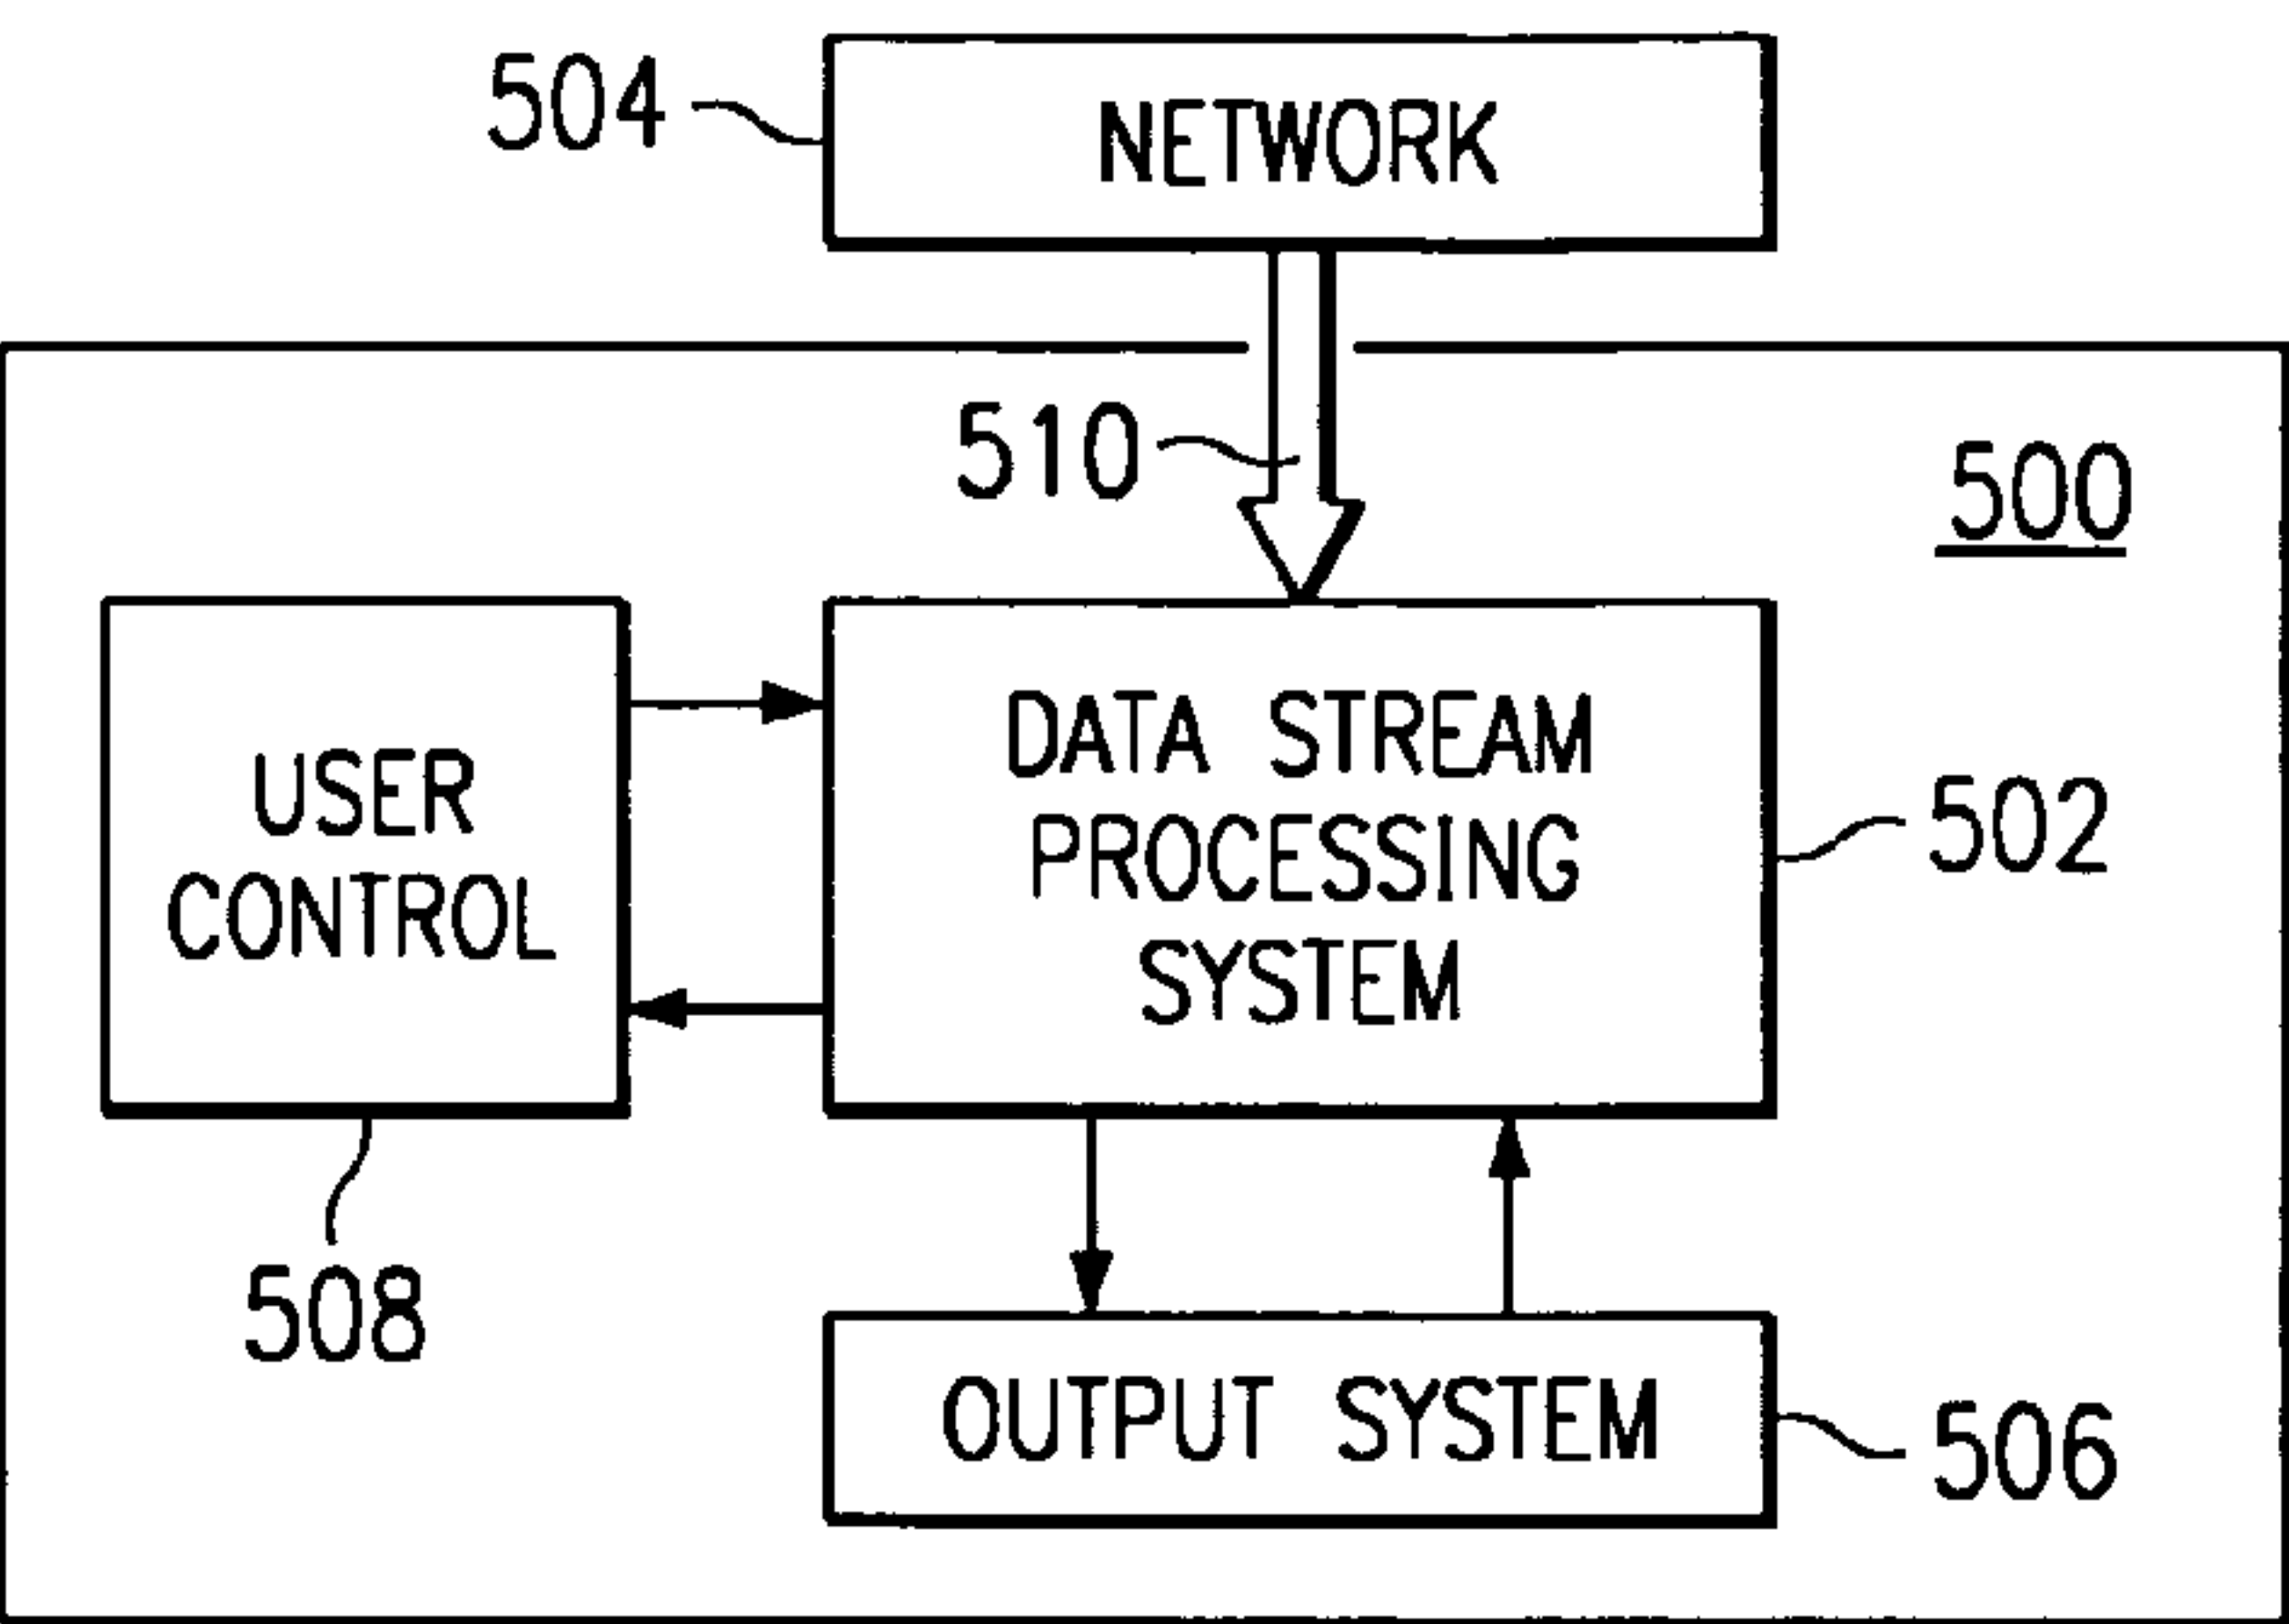 504
NETWORK
510
500
USER
CONTROL
DATA STREAM
PROCESSING
SYSTEM
502
508
OUTPUT SYSTEM
506